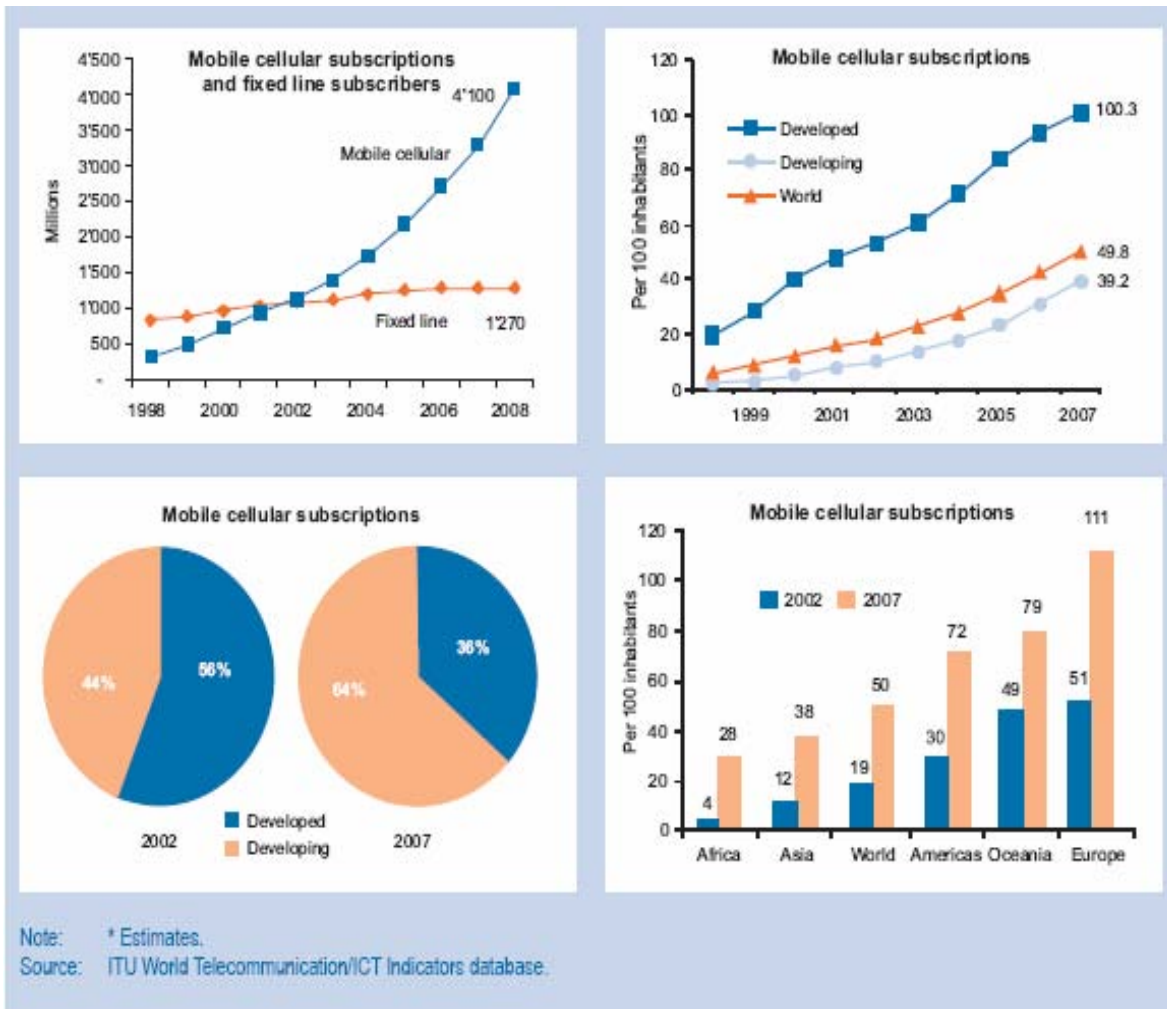 Mobile cellular subscriptions
and fixed line subscribers
4'500
4'000
3'500
3'000
2'500
2'000
1'500
1'000
500
-
Millions
4'100
Mobile cellular
Fixed line
1'270
1998 2000 2002 2004 2006 2008
Mobile cellular subscriptions
120
100
80
60
40
20
0
Per 100 inhabitants
Developed
Developing
World
100.3
49.8
39.2
1999 2001 2003 2005 2007
Mobile cellular subscriptions
44%
56%
64%
36%
2002
Developed
Developing
2007
Mobile cellular subscriptions
120
100
80
60
40
20
0
Per 100 inhabitants
2002 2007
4
28
12
38
19
50
30
72
49
79
51
111
Africa Asia World Americas Oceania Europe
Note: * Estimates.
Source: ITU World Telecommunication/ICT Indicators database.